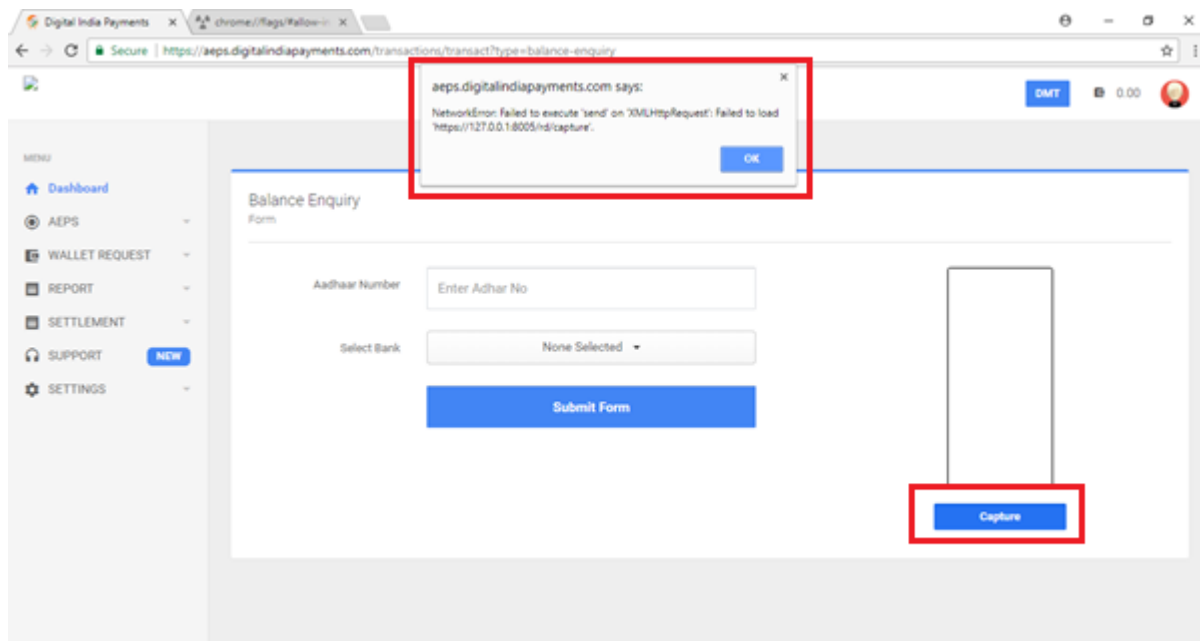 Digital India Payments
chrome://flags/#allow-in
Secure | https://aeps.digitalindiapayments.com/transactions/transact?type=balance-enquiry
aeps.digitalindiapayments.com says:
NetworkError: Failed to execute 'send' on 'XMLHttpRequest': Failed to load
'https://127.0.0.1:8005/rd/capture'.
OK
DMT
0.00
MENU
Dashboard
AEPS
WALLET REQUEST
REPORT
SETTLEMENT
SUPPORT NEW
SETTINGS
Balance Enquiry
Form
Aadhaar Number
Enter Adhar No
Select Bank
None Selected
Submit Form
Capture